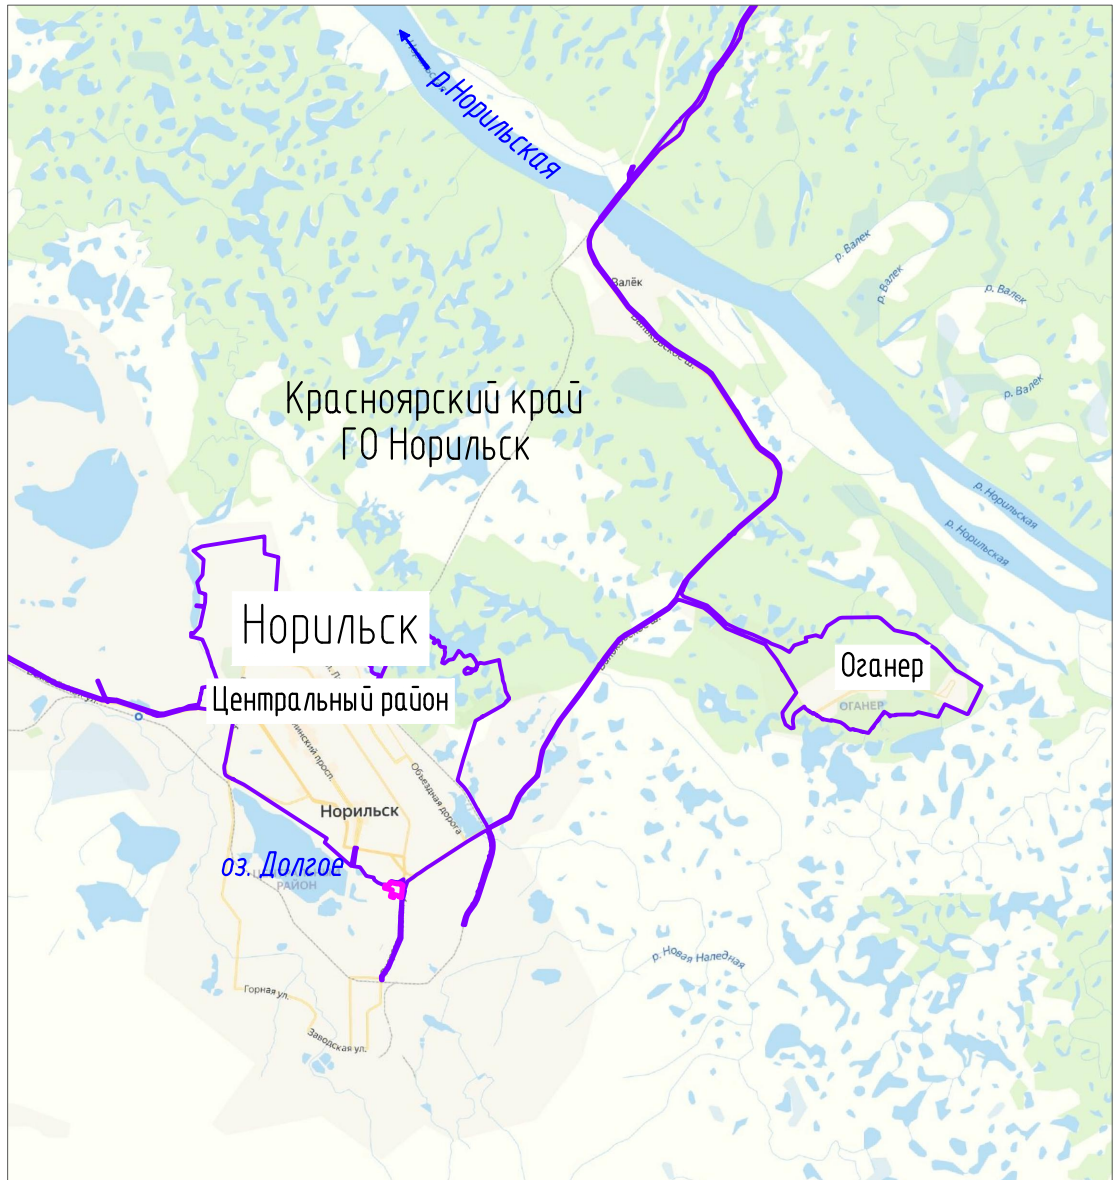 р.Норильская
р. Валек
р. Валек
р. Валек
Валёк
р. Валек
Красноярский край
ГО Норильск
р. Норильская
р. Норильская
Норильск
Оганер
Центральный район
ОГАНЕР
Объездная дорога
Норильск
оз. Долгое
РАЙОН
р. Новая Наледная
Горная ул.
Заводская ул.